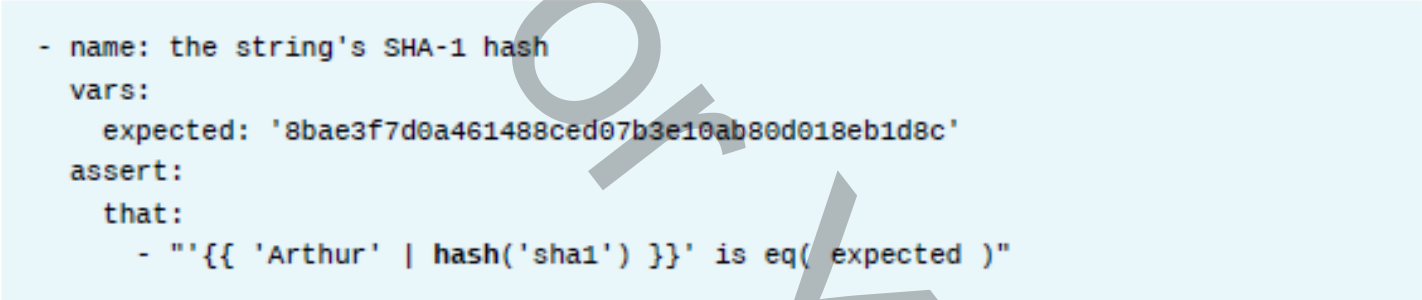 - name: the string's SHA-1 hash
  vars:
    expected: '8bae3f7d0a461488ced07b3e10ab80d018eb1d8c'
  assert:
    that:
      - "'{{ 'Arthur' | hash('sha1') }}' is eq( expected )"
or